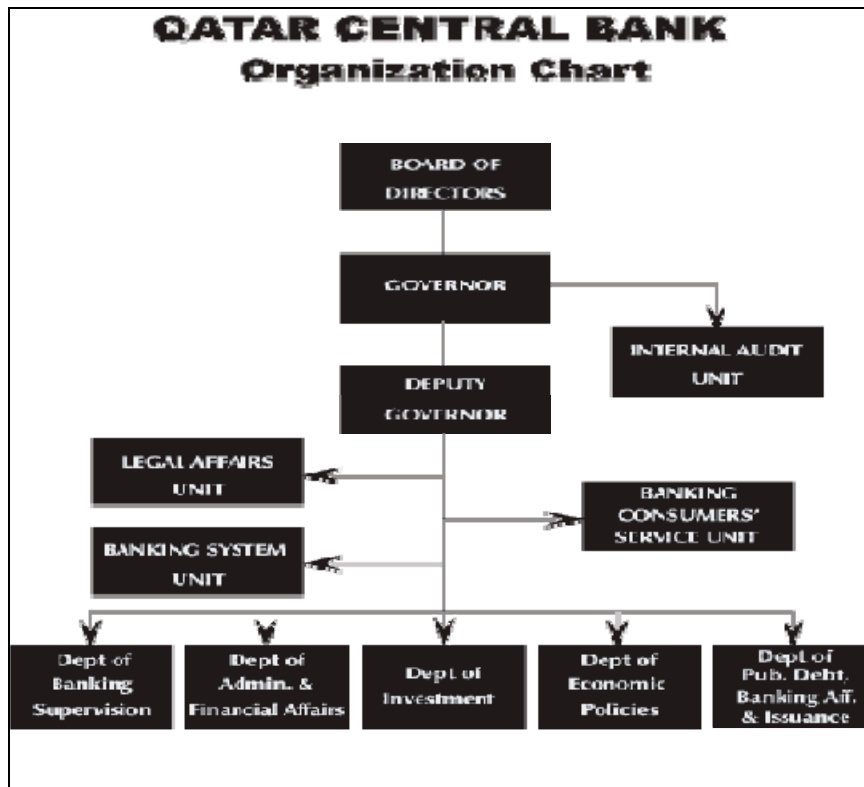 QATAR CENTRAL BANK
Organization Chart
BOARD OF
DIRECTORS
GOVERNOR
INTERNAL AUDIT
UNIT
DEPUTY
GOVERNOR
LEGAL AFFAIRS
UNIT
BANKING
CONSUMERS'
SERVICE UNIT
BANKING SYSTEM
UNIT
Dept of
Banking
Supervision
Dept of
Admin. &
Financial Affairs
Dept of
Investment
Dept of
Economic
Policies
Dept of
Pub. Debt,
Banking Aff.
& Issuance